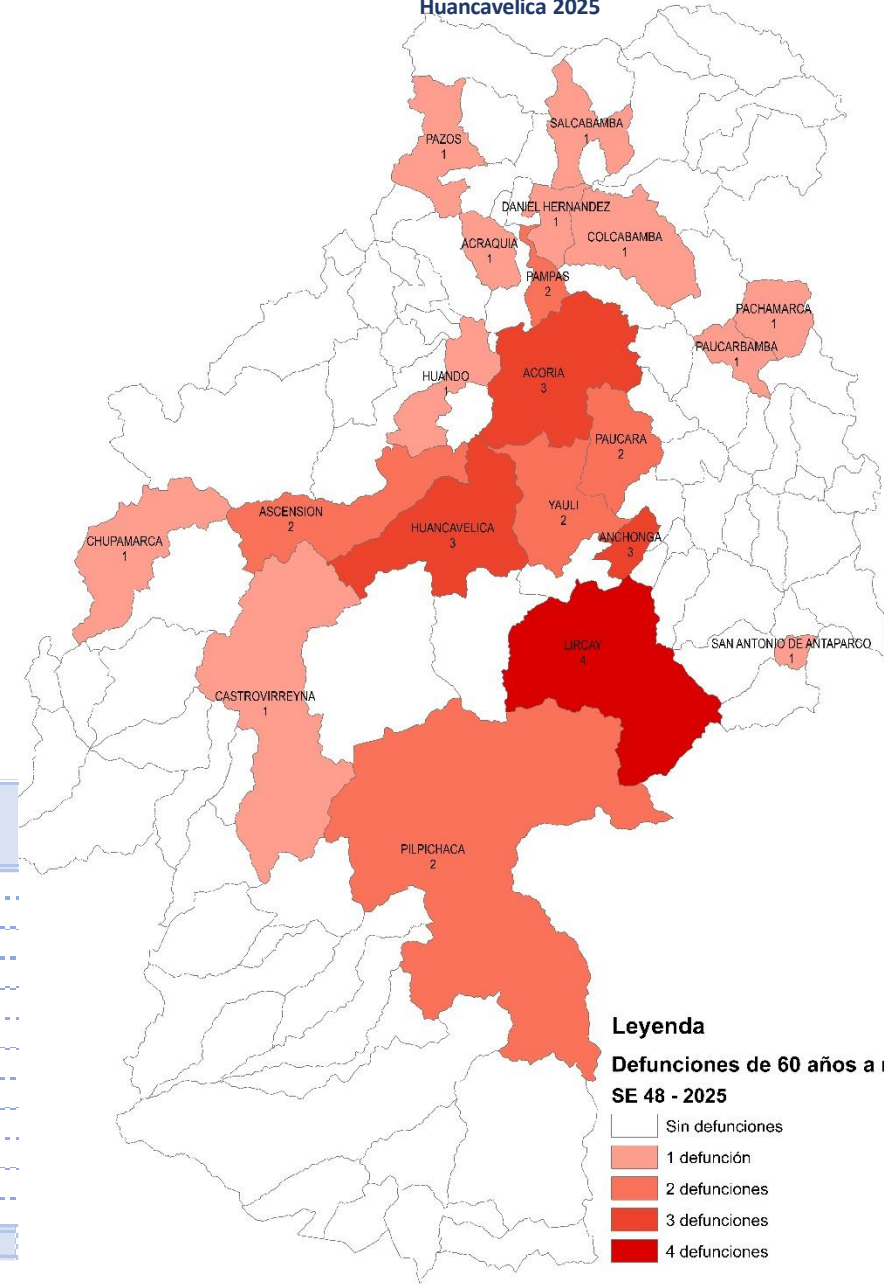 Huancavelica 2025
PAZOS
1
SALCABAMBA
1
DANIEL HERNANDEZ
1
COLCABAMBA
1
ACRAQUIA
1
PAMPAS
2
PACHAMARCA
1
PAUCARBAMBA
1
HUANDO
1
ACORIA
3
PAUCARA
2
ASCENSION
2
YAULI
2
HUANCAVELICA
3
ANCHONGA
3
CHUPAMARCA
1
LIRCAY
4
SAN ANTONIO DE ANTAPARCO
1
CASTROVIRREYNA
1
PILPICHACA
2
Leyenda
Defunciones de 60 años a
SE 48 - 2025
Sin defunciones
1 defunción
2 defunciones
3 defunciones
4 defunciones